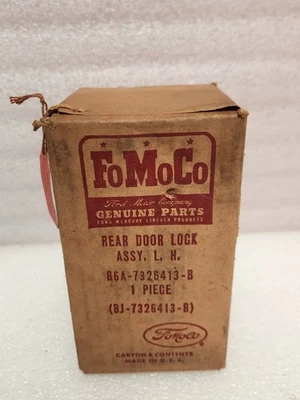 FoMoCo
Ford Motor Company
GENUINE PARTS
FORD MERCURY LINCOLN PRODUCTS
REAR DOOR LOCK
ASSY. L. H.
B6A-7326413-B
1 PIECE
(BJ-7326413-B)
FoMoCo
CARTON & CONTENTS
MADE IN U.S.A.